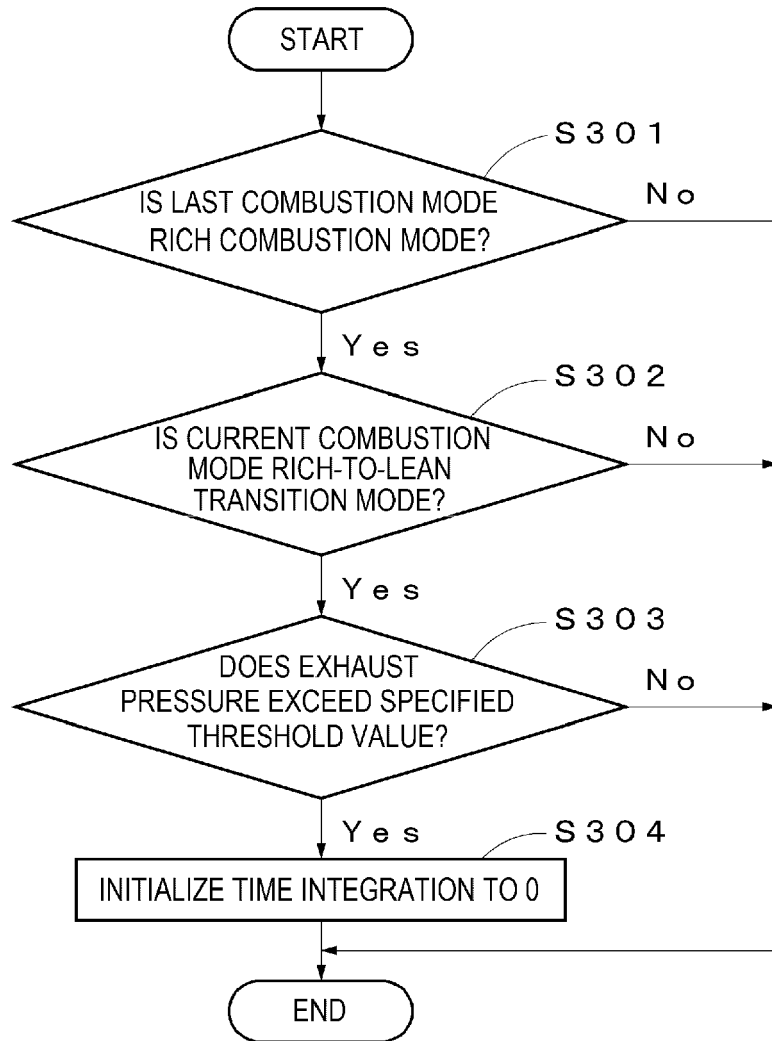 START
S301
IS LAST COMBUSTION MODE
RICH COMBUSTION MODE?
No
Yes
S302
IS CURRENT COMBUSTION
MODE RICH-TO-LEAN
TRANSITION MODE?
No
Yes
S303
DOES EXHAUST
PRESSURE EXCEED SPECIFIED
THRESHOLD VALUE?
No
Yes
S304
INITIALIZE TIME INTEGRATION TO 0
END